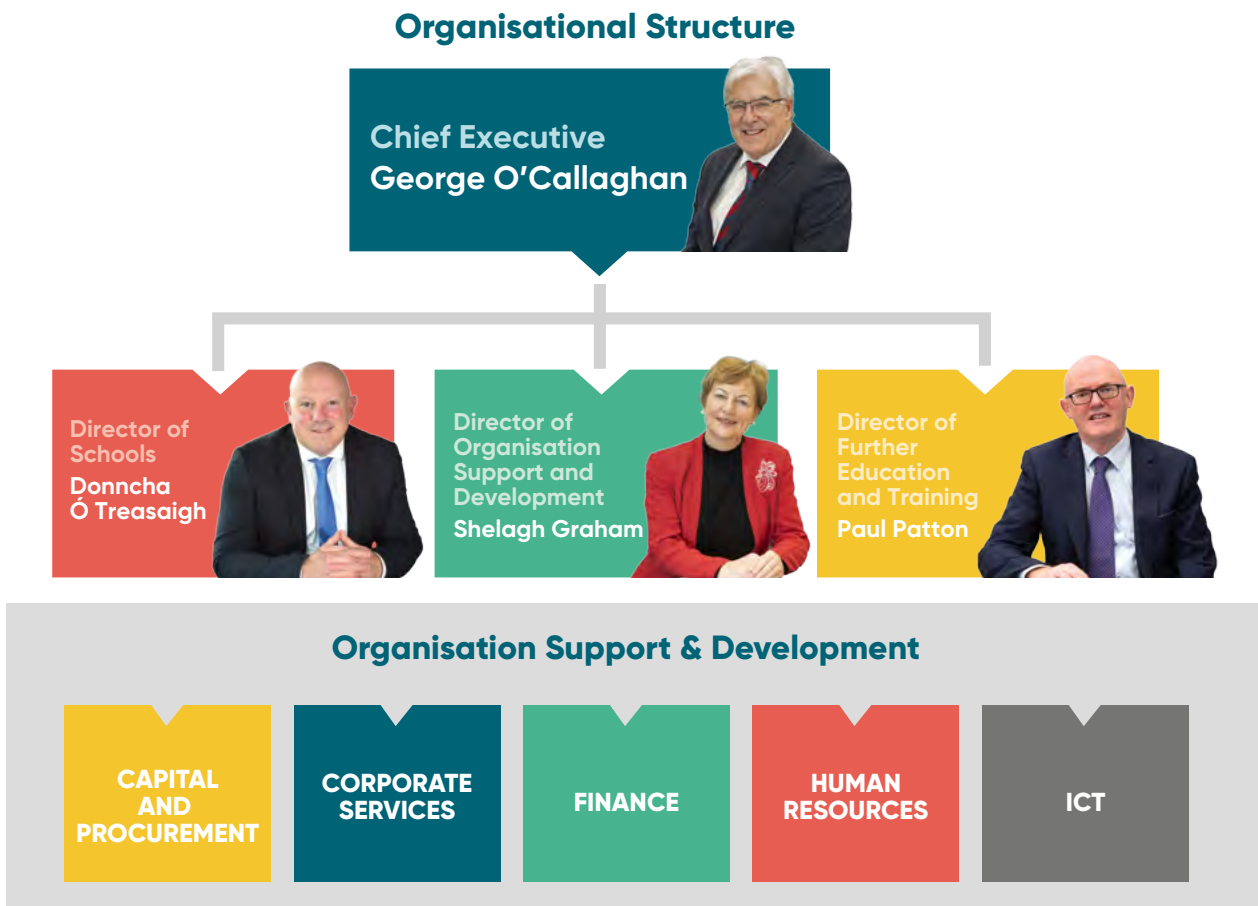 Organisational Structure
Chief Executive
George O’Callaghan
Director of
Schools
Donncha
Ó Treasaigh
Director of
Organisation
Support and
Development
Shelagh Graham
Director of
Further
Education
and Training
Paul Patton
Organisation Support & Development
CAPITAL
AND
PROCUREMENT
CORPORATE
SERVICES
FINANCE
HUMAN
RESOURCES
ICT